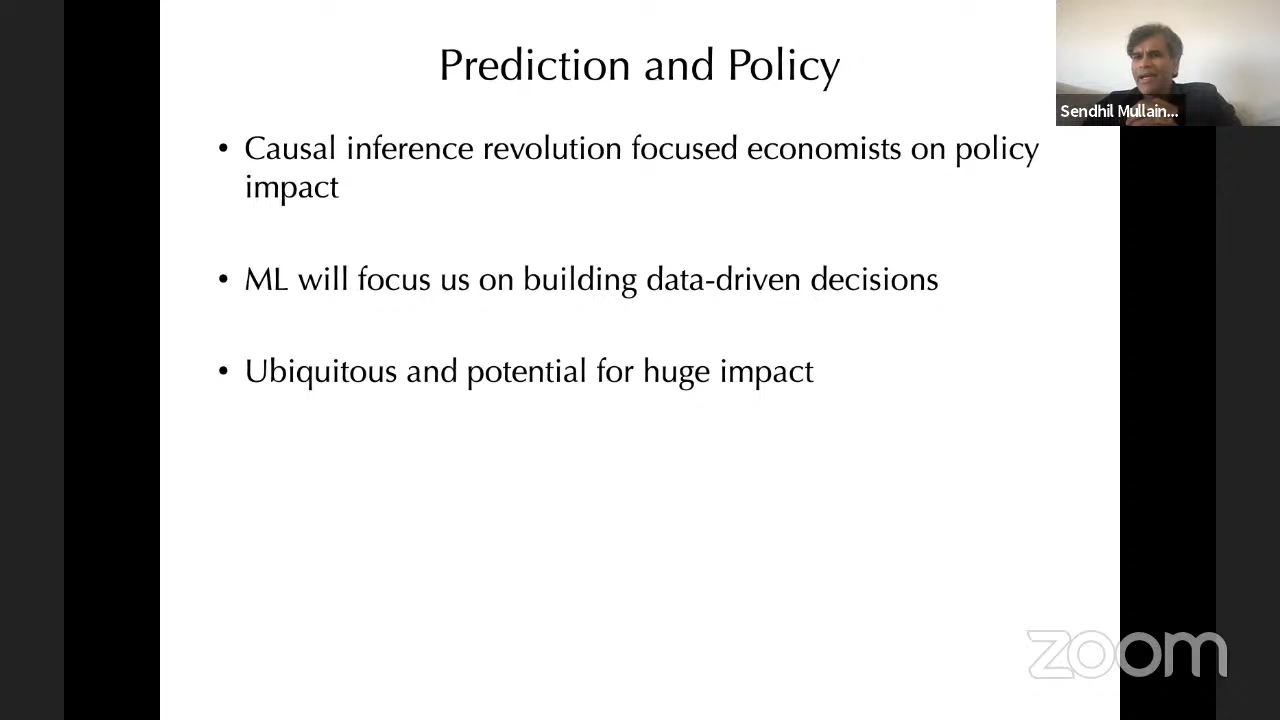 Prediction and Policy
Sendhil Mullain...
• Causal inference revolution focused economists on policy
impact
• ML will focus us on building data-driven decisions
• Ubiquitous and potential for huge impact
zoom